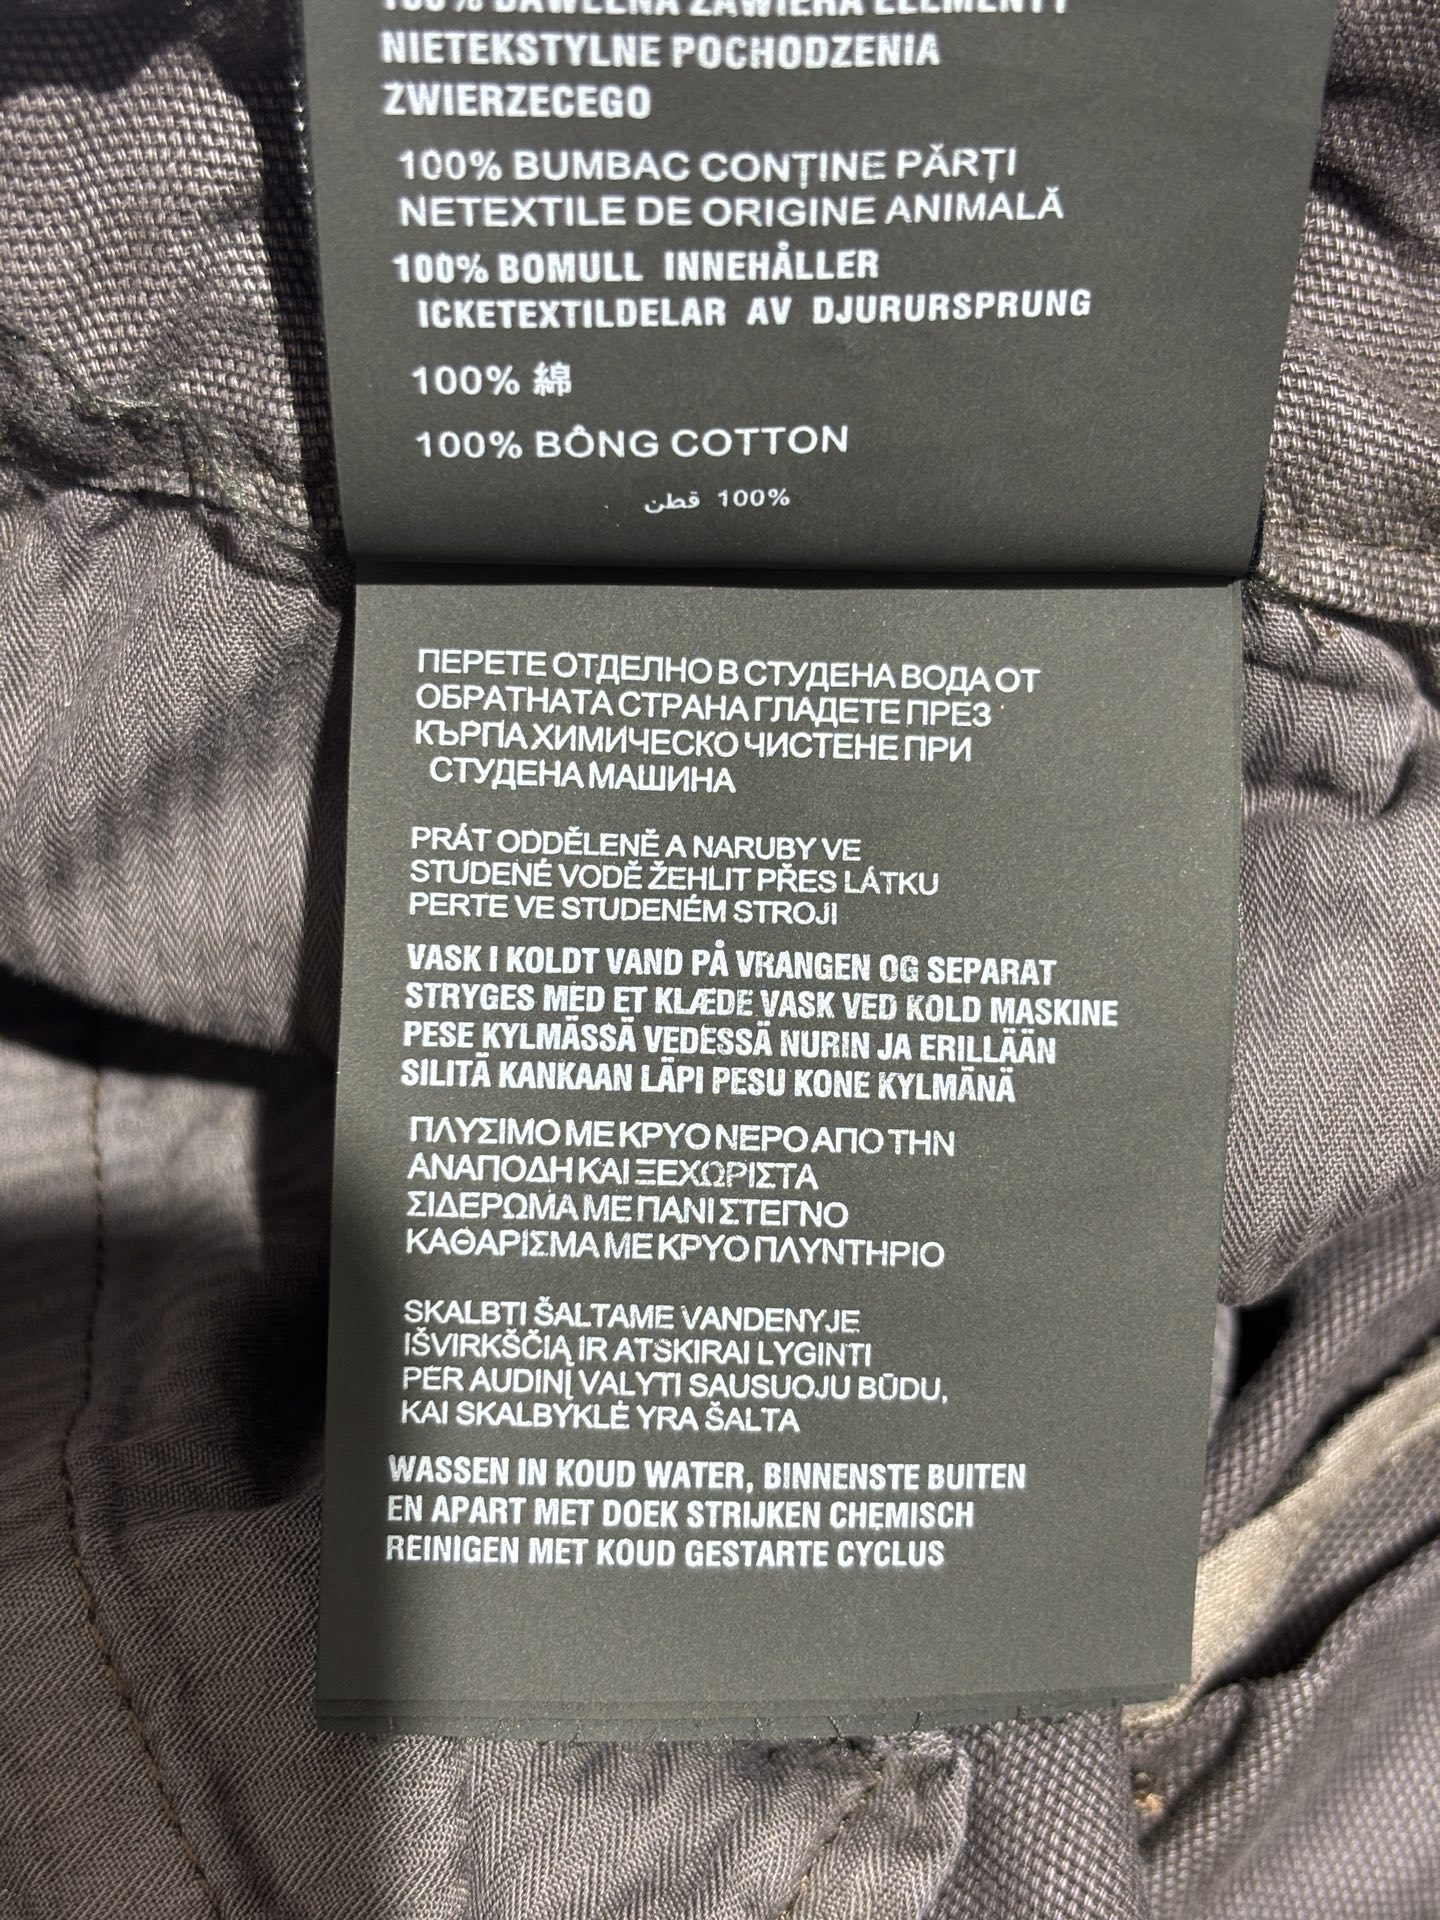 100% BAWEŁNA ZAWIERA ELEMENTY
NIETEKSTYLNE POCHODZENIA
ZWIERZECEGO
100% BUMBAC CONȚINE PĂRȚI
NETEXTILE DE ORIGINE ANIMALĂ
100% BOMULL INNEHÅLLER
ICKETEXTILDELAR AV DJURURSPRUNG
100% 綿
100% BÔNG COTTON
100% قطن
ПЕРЕТЕ ОТДЕЛНО В СТУДЕНА ВОДА ОТ
ОБРАТНАТА СТРАНА ГЛАДЕТЕ ПРЕЗ
КЪРПА ХИМИЧЕСКО ЧИСТЕНЕ ПРИ
СТУДЕНА МАШИНА
PRÁT ODDĚLENĚ A NARUBY VE
STUDENÉ VODĚ ŽEHLIT PŘES LÁTKU
PERTE VE STUDENÉM STROJI
VASK I KOLDT VAND PÅ VRANGEN OG SEPARAT
STRYGES MED ET KLÆDE VASK VED KOLD MASKINE
PESE KYLMÄSSÄ VEDESSÄ NURIN JA ERILLÄÄN
SILITÄ KANKAAN LÄPI PESU KONE KYLMÄNÄ
ΠΛΥΣΙΜΟ ΜΕ ΚΡΥΟ ΝΕΡΟ ΑΠΟ ΤΗΝ
ΑΝΑΠΟΔΗ ΚΑΙ ΞΕΧΩΡΙΣΤΑ
ΣΙΔΕΡΩΜΑ ΜΕ ΠΑΝΙ ΣΤΕΓΝΟ
ΚΑΘΑΡΙΣΜΑ ΜΕ ΚΡΥΟ ΠΛΥΝΤΗΡΙΟ
SKALBTI ŠALTAME VANDENYJE
IŠVIRKŠČIĄ IR ATSKIRAI LYGINTI
PER AUDINĮ VALYTI SAUSUOJU BŪDU,
KAI SKALBYKLĖ YRA ŠALTA
WASSEN IN KOUD WATER, BINNENSTE BUITEN
EN APART MET DOEK STRIJKEN CHEMISCH
REINIGEN MET KOUD GESTARTE CYCLUS